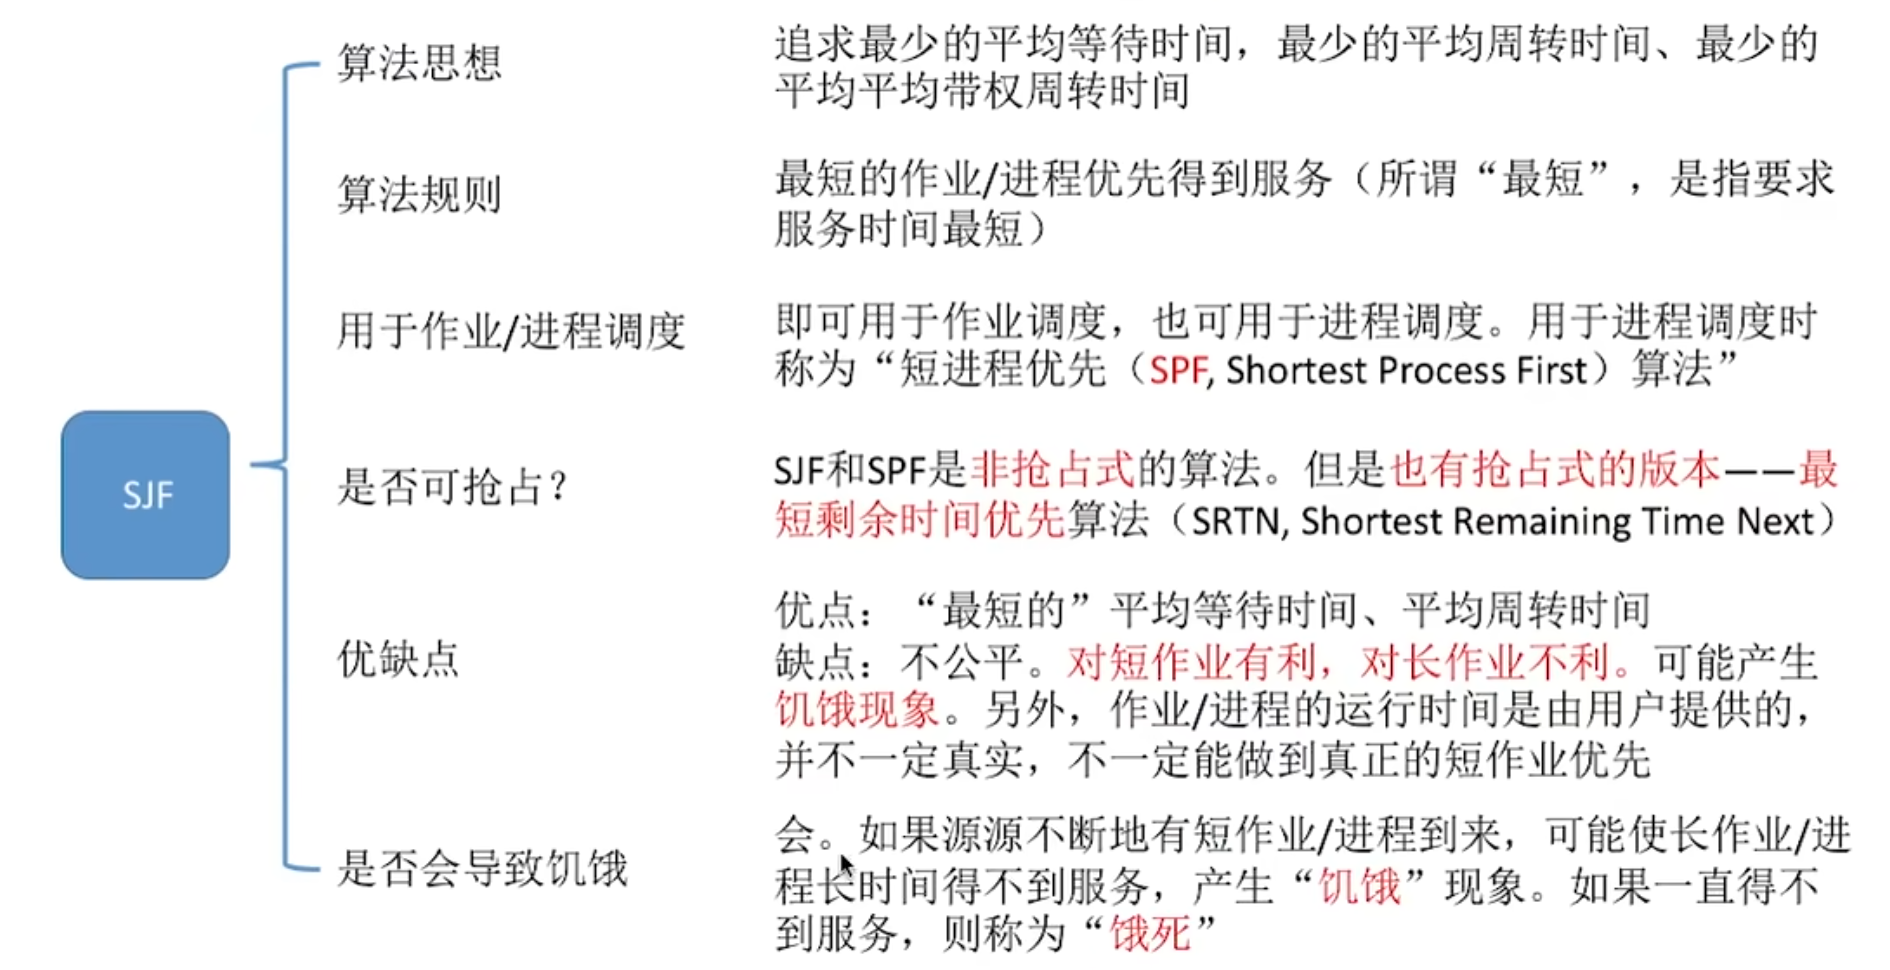 算法思想
追求最少的平均等待时间，最少的平均周转时间、最少的
平均平均带权周转时间
算法规则
最短的作业/进程优先得到服务（所谓“最短”，是指要求
服务时间最短）
用于作业/进程调度
即可用于作业调度，也可用于进程调度。用于进程调度时
称为“短进程优先（SPF, Shortest Process First）算法”
SJF
是否可抢占？
SJF和SPF是非抢占式的算法。但是也有抢占式的版本——最
短剩余时间优先算法（SRTN, Shortest Remaining Time Next）
优缺点
优点：“最短的”平均等待时间、平均周转时间
缺点：不公平。对短作业有利，对长作业不利。可能产生
饥饿现象。另外，作业/进程的运行时间是由用户提供的，
并不一定真实，不一定能做到真正的短作业优先
是否会导致饥饿
会。如果源源不断地有短作业/进程到来，可能使长作业/进
程长时间得不到服务，产生“饥饿”现象。如果一直得不
到服务，则称为“饿死”